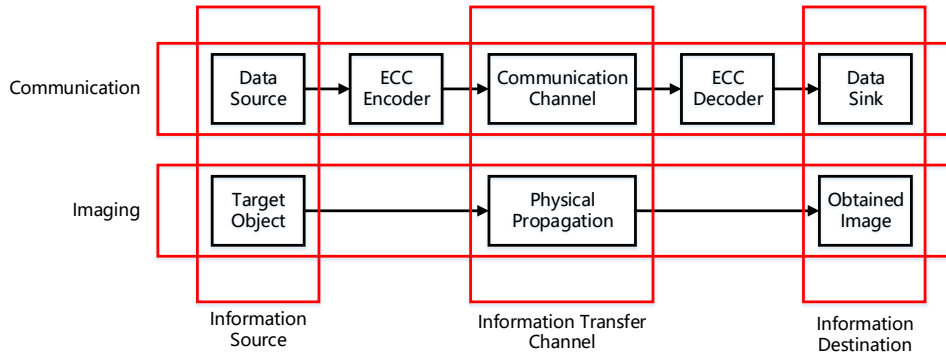 Communication
Data
Source
ECC
Encoder
Communication
Channel
ECC
Decoder
Data
Sink
Imaging
Target
Object
Physical
Propagation
Obtained
Image
Information
Source
Information Transfer
Channel
Information
Destination